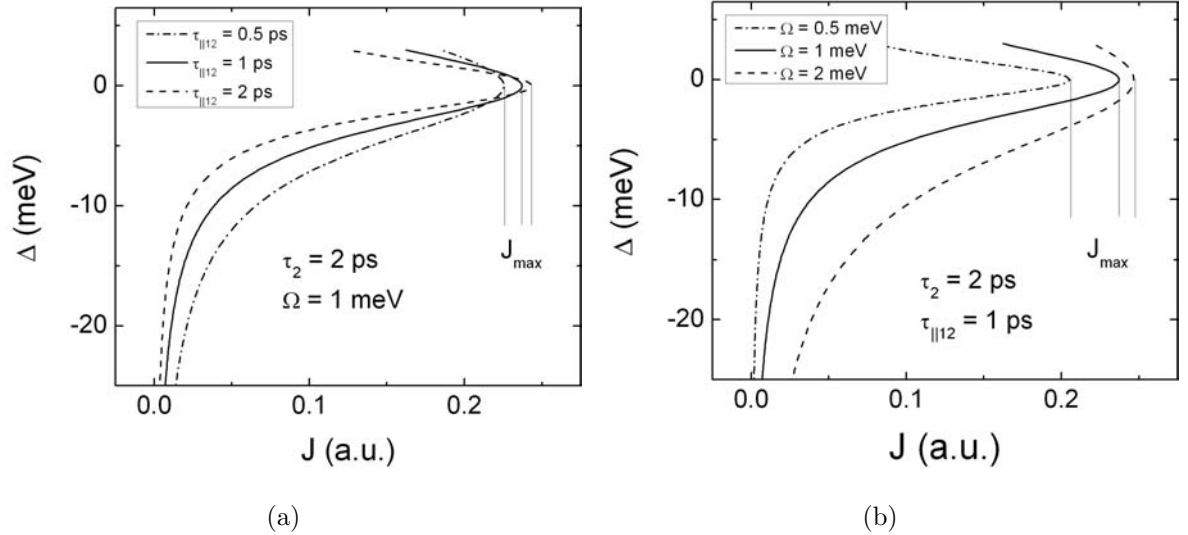 τ||12 = 0.5 ps
τ||12 = 1 ps
τ||12 = 2 ps
0
-10
-20
Δ (meV)
τ2 = 2 ps
Ω = 1 meV
Jmax
0.0
0.1
0.2
J (a.u.)
(a)
Ω = 0.5 meV
Ω = 1 meV
Ω = 2 meV
0
-10
-20
Δ (meV)
τ2 = 2 ps
τ||12 = 1 ps
Jmax
0.0
0.1
0.2
J (a.u.)
(b)